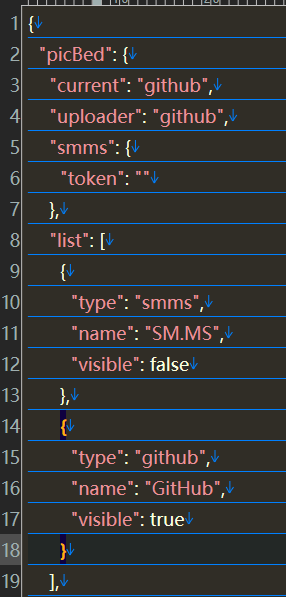 1 {↓
2 "picBed": {↓
3 "current": "github",↓
4 "uploader": "github",↓
5 "smms": {↓
6 "token": ""↓
7 },↓
8 "list": [↓
9 {↓
10 "type": "smms",↓
11 "name": "SM.MS",↓
12 "visible": false↓
13 },↓
14 {↓
15 "type": "github",↓
16 "name": "GitHub",↓
17 "visible": true↓
18 }↓
19 ],↓